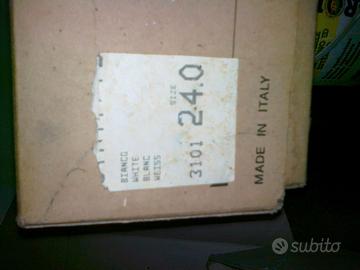 BIANCO
WHITE
BLANC
WEISS
3101
SIZE
24.0
MADE IN ITALY
subito